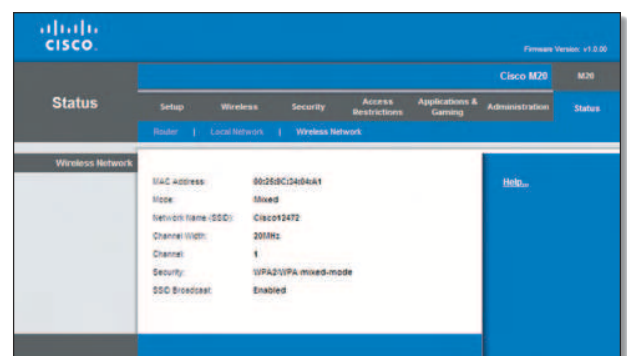 CISCO
Firmware Version: v1.0.00
Cisco M20
M20
Status
Setup
Wireless
Security
Access Restrictions
Applications & Gaming
Administration
Status
Router | Local Network | Wireless Network
Wireless Network
MAC Address: 00:25:9C:34:04:A1
Mode: Mixed
Network Name (SSID): Cisco12472
Channel Width: 20MHz
Channel: 1
Security: WPA2/WPA mixed-mode
SSID Broadcast: Enabled
Help...